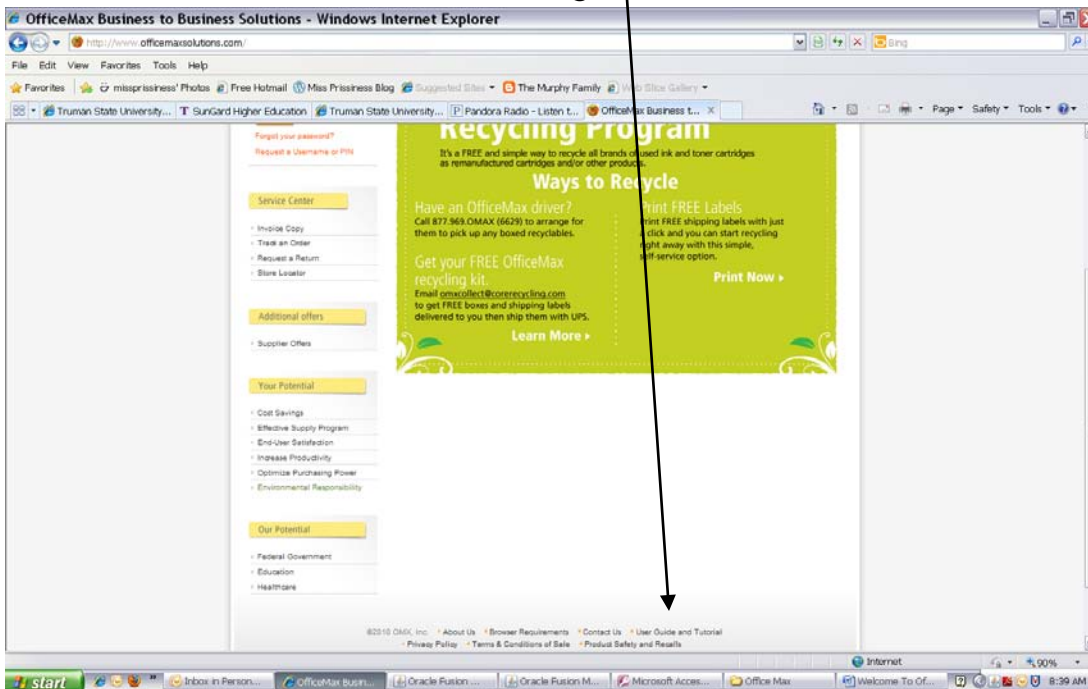 OfficeMax Business to Business Solutions - Windows Internet Explorer
http://www.officemaxsolutions.com/
Bing
File Edit View Favorites Tools Help
Favorites missprissiness' Photos Free Hotmail Miss Prissiness Blog Suggested Sites The Murphy Family Web Slice Gallery
Truman State University... SunGard Higher Education Truman State University... Pandora Radio - Listen t... OfficeMax Business t... Page Safety Tools
Forgot your password?
Request a Username or PIN
Service Center
Invoice Copy
Track an Order
Request a Return
Store Locator
Additional offers
Supplier Offers
Your Potential
Cost Savings
Effective Supply Program
End-User Satisfaction
Increase Productivity
Optimize Purchasing Power
Environmental Responsibility
Our Potential
Federal Government
Education
Healthcare
Recycling Program
It's a FREE and simple way to recycle all brands of used ink and toner cartridges
as remanufactured cartridges and/or other products.
Ways to Recycle
Have an OfficeMax driver?
Call 877.969.OMAX (6629) to arrange for
them to pick up any boxed recyclables.
Get your FREE OfficeMax
recycling kit.
Email omxcollect@corerecycling.com
to get FREE boxes and shipping labels
delivered to you then ship them with UPS.
Learn More
Print FREE Labels
Print FREE shipping labels with just
a click and you can start recycling
right away with this simple,
self-service option.
Print Now
©2010 OMX, Inc. About Us Browser Requirements Contact Us User Guide and Tutorial
Privacy Policy Terms & Conditions of Sale Product Safety and Recalls
Internet 90%
start Inbox in Person... OfficeMax Busin... Oracle Fusion ... Oracle Fusion M... Microsoft Acces... Office Max Welcome To Of... 8:39 AM